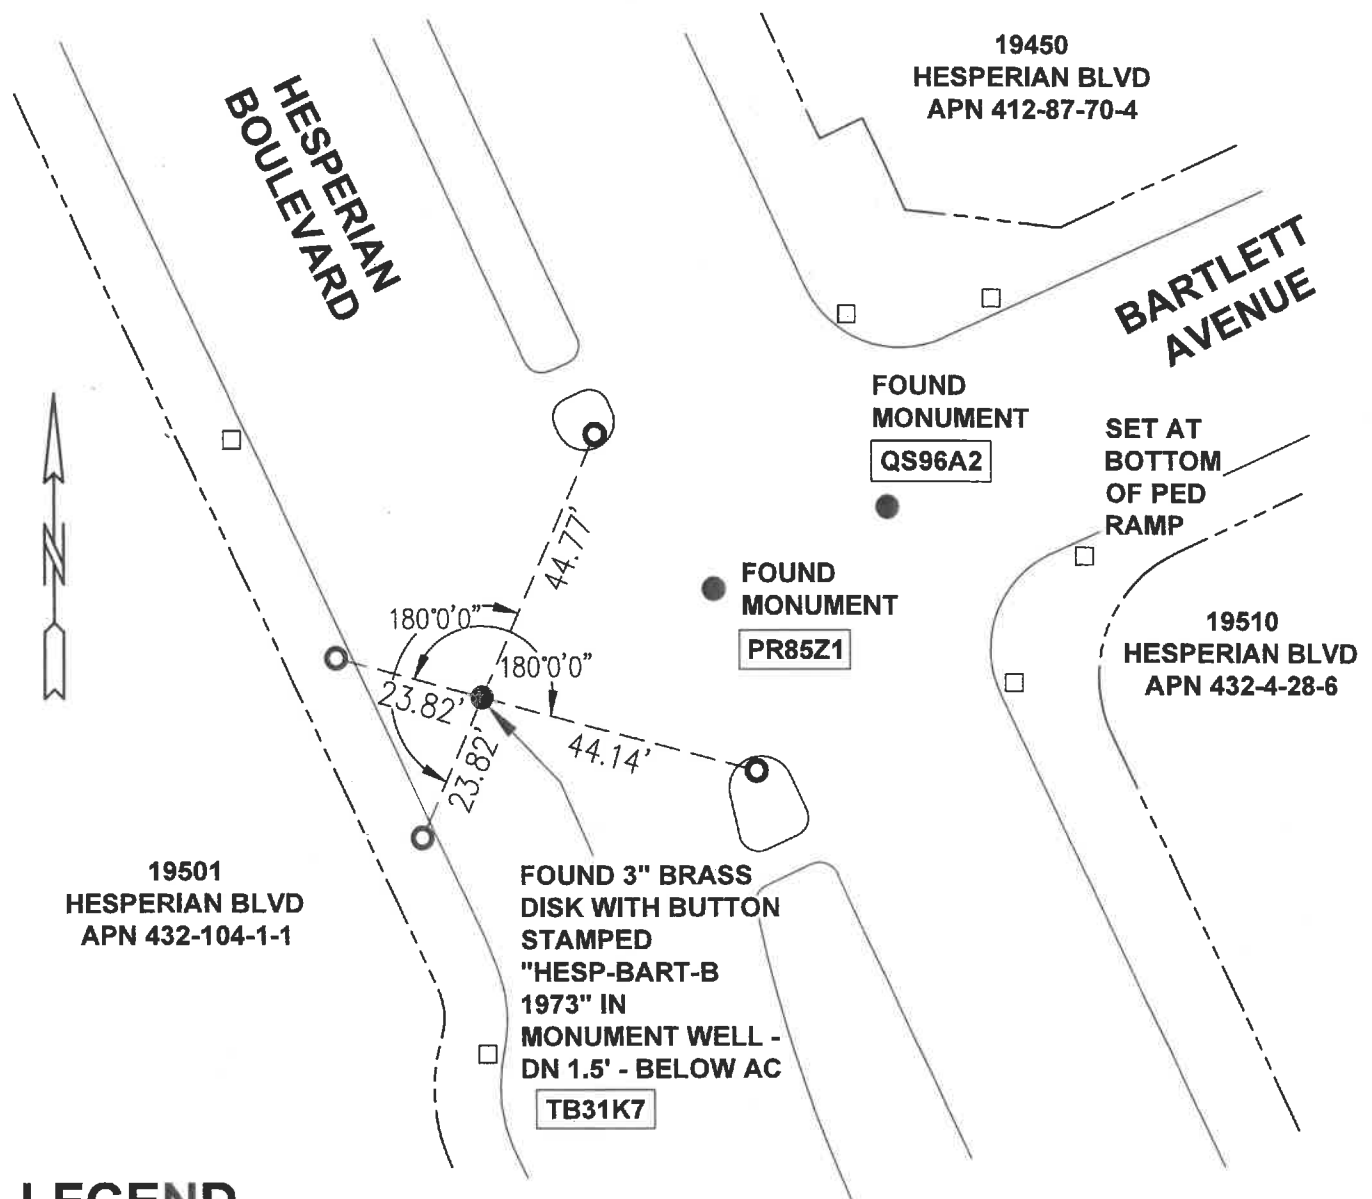 19450
HESPERIAN BLVD
APN 412-87-70-4
HESPERIAN
BOULEVARD
BARTLETT
AVENUE
FOUND
MONUMENT
QS96A2
SET AT
BOTTOM
OF PED
RAMP
N
44.77'
FOUND
MONUMENT
PR85Z1
180°0'0"
180°0'0"
19510
HESPERIAN BLVD
APN 432-4-28-6
23.82'
44.14'
23.82'
19501
HESPERIAN BLVD
APN 432-104-1-1
FOUND 3" BRASS
DISK WITH BUTTON
STAMPED
"HESP-BART-B
1973" IN
MONUMENT WELL -
DN 1.5' - BELOW AC
TB31K7
LEGEND